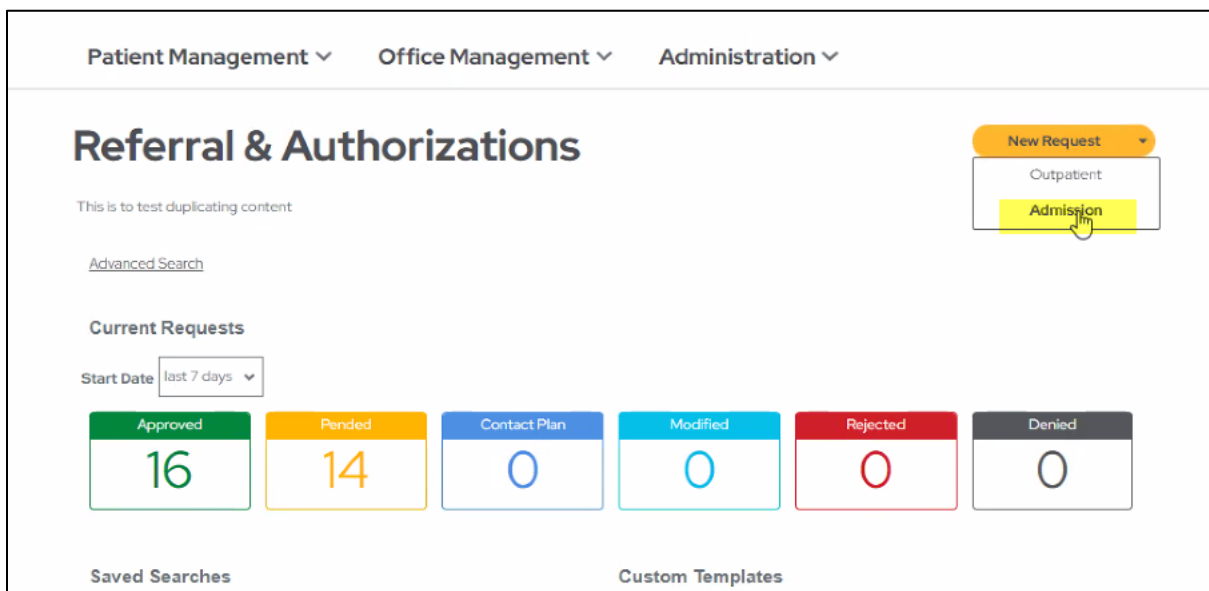 Patient Management Office Management Administration
Referral & Authorizations
New Request
Outpatient
Admission
This is to test duplicating content
Advanced Search
Current Requests
Start Date last 7 days
Approved Pended Contact Plan Modified Rejected Denied
16 14 0 0 0 0
Saved Searches Custom Templates